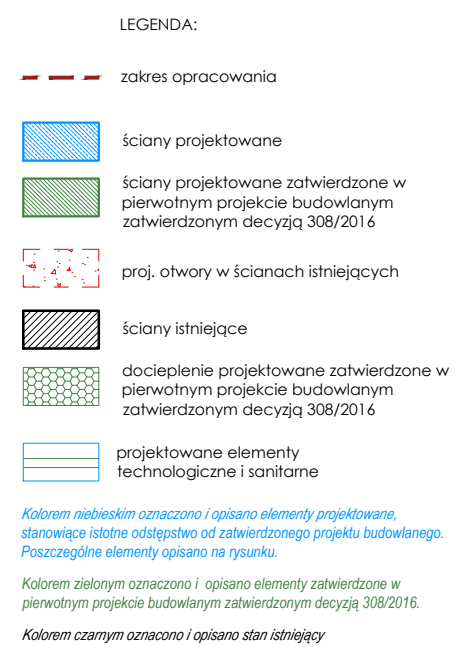 LEGENDA:
zakres opracowania
ściany projektowane
ściany projektowane zatwierdzone w
pierwotnym projekcie budowlanym
zatwierdzonym decyzją 308/2016
proj. otwory w ścianach istniejących
ściany istniejące
docieplenie projektowane zatwierdzone w
pierwotnym projekcie budowlanym
zatwierdzonym decyzją 308/2016
projektowane elementy
technologiczne i sanitarne
Kolorem niebieskim oznaczono i opisano elementy projektowane,
stanowiące istotne odstępstwo od zatwierdzonego projektu budowlanego.
Poszczególne elementy opisano na rysunku.
Kolorem zielonym oznaczono i opisano elementy zatwierdzone w
pierwotnym projekcie budowlanym zatwierdzonym decyzją 308/2016.
Kolorem czarnym oznacono i opisano stan istniejący